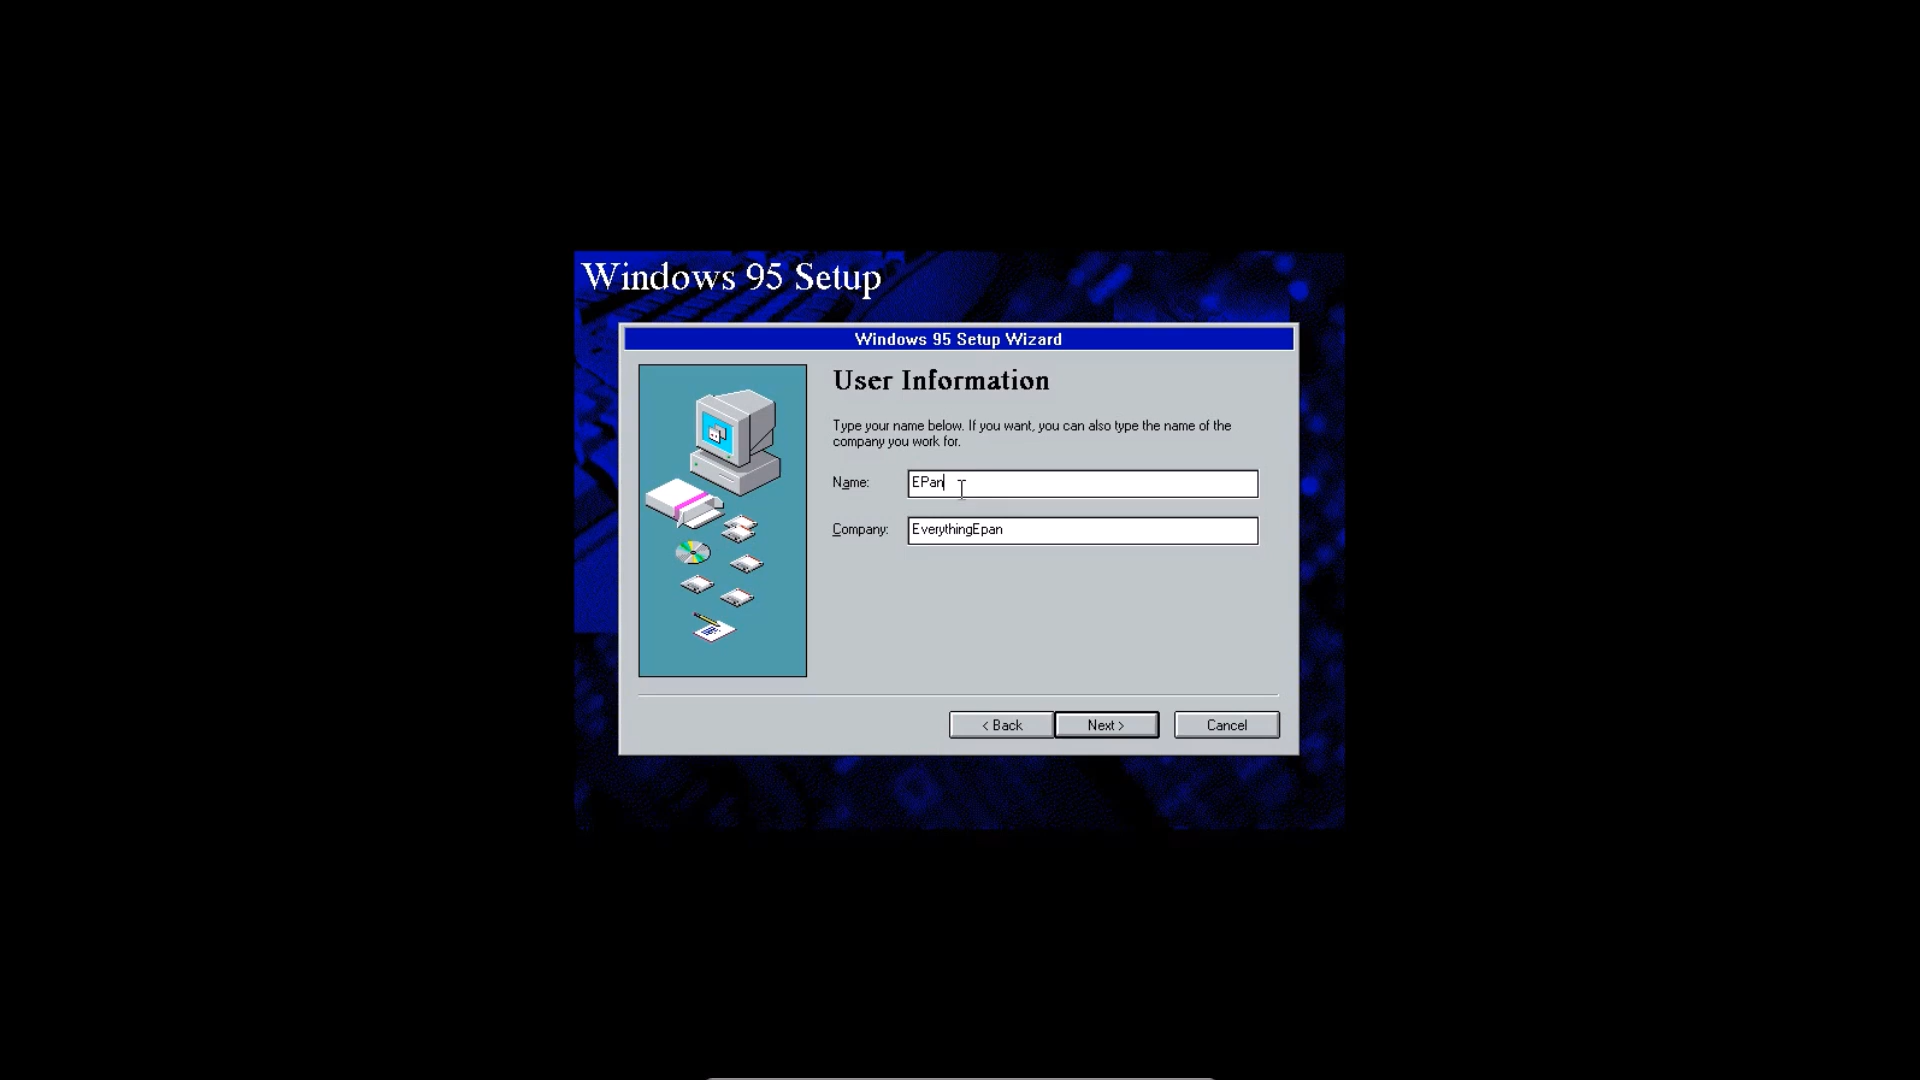 Windows 95 Setup
Windows 95 Setup Wizard
User Information
Type your name below. If you want, you can also type the name of the
company you work for.
Name: EPan
Company: EverythingEpan
< Back Next > Cancel